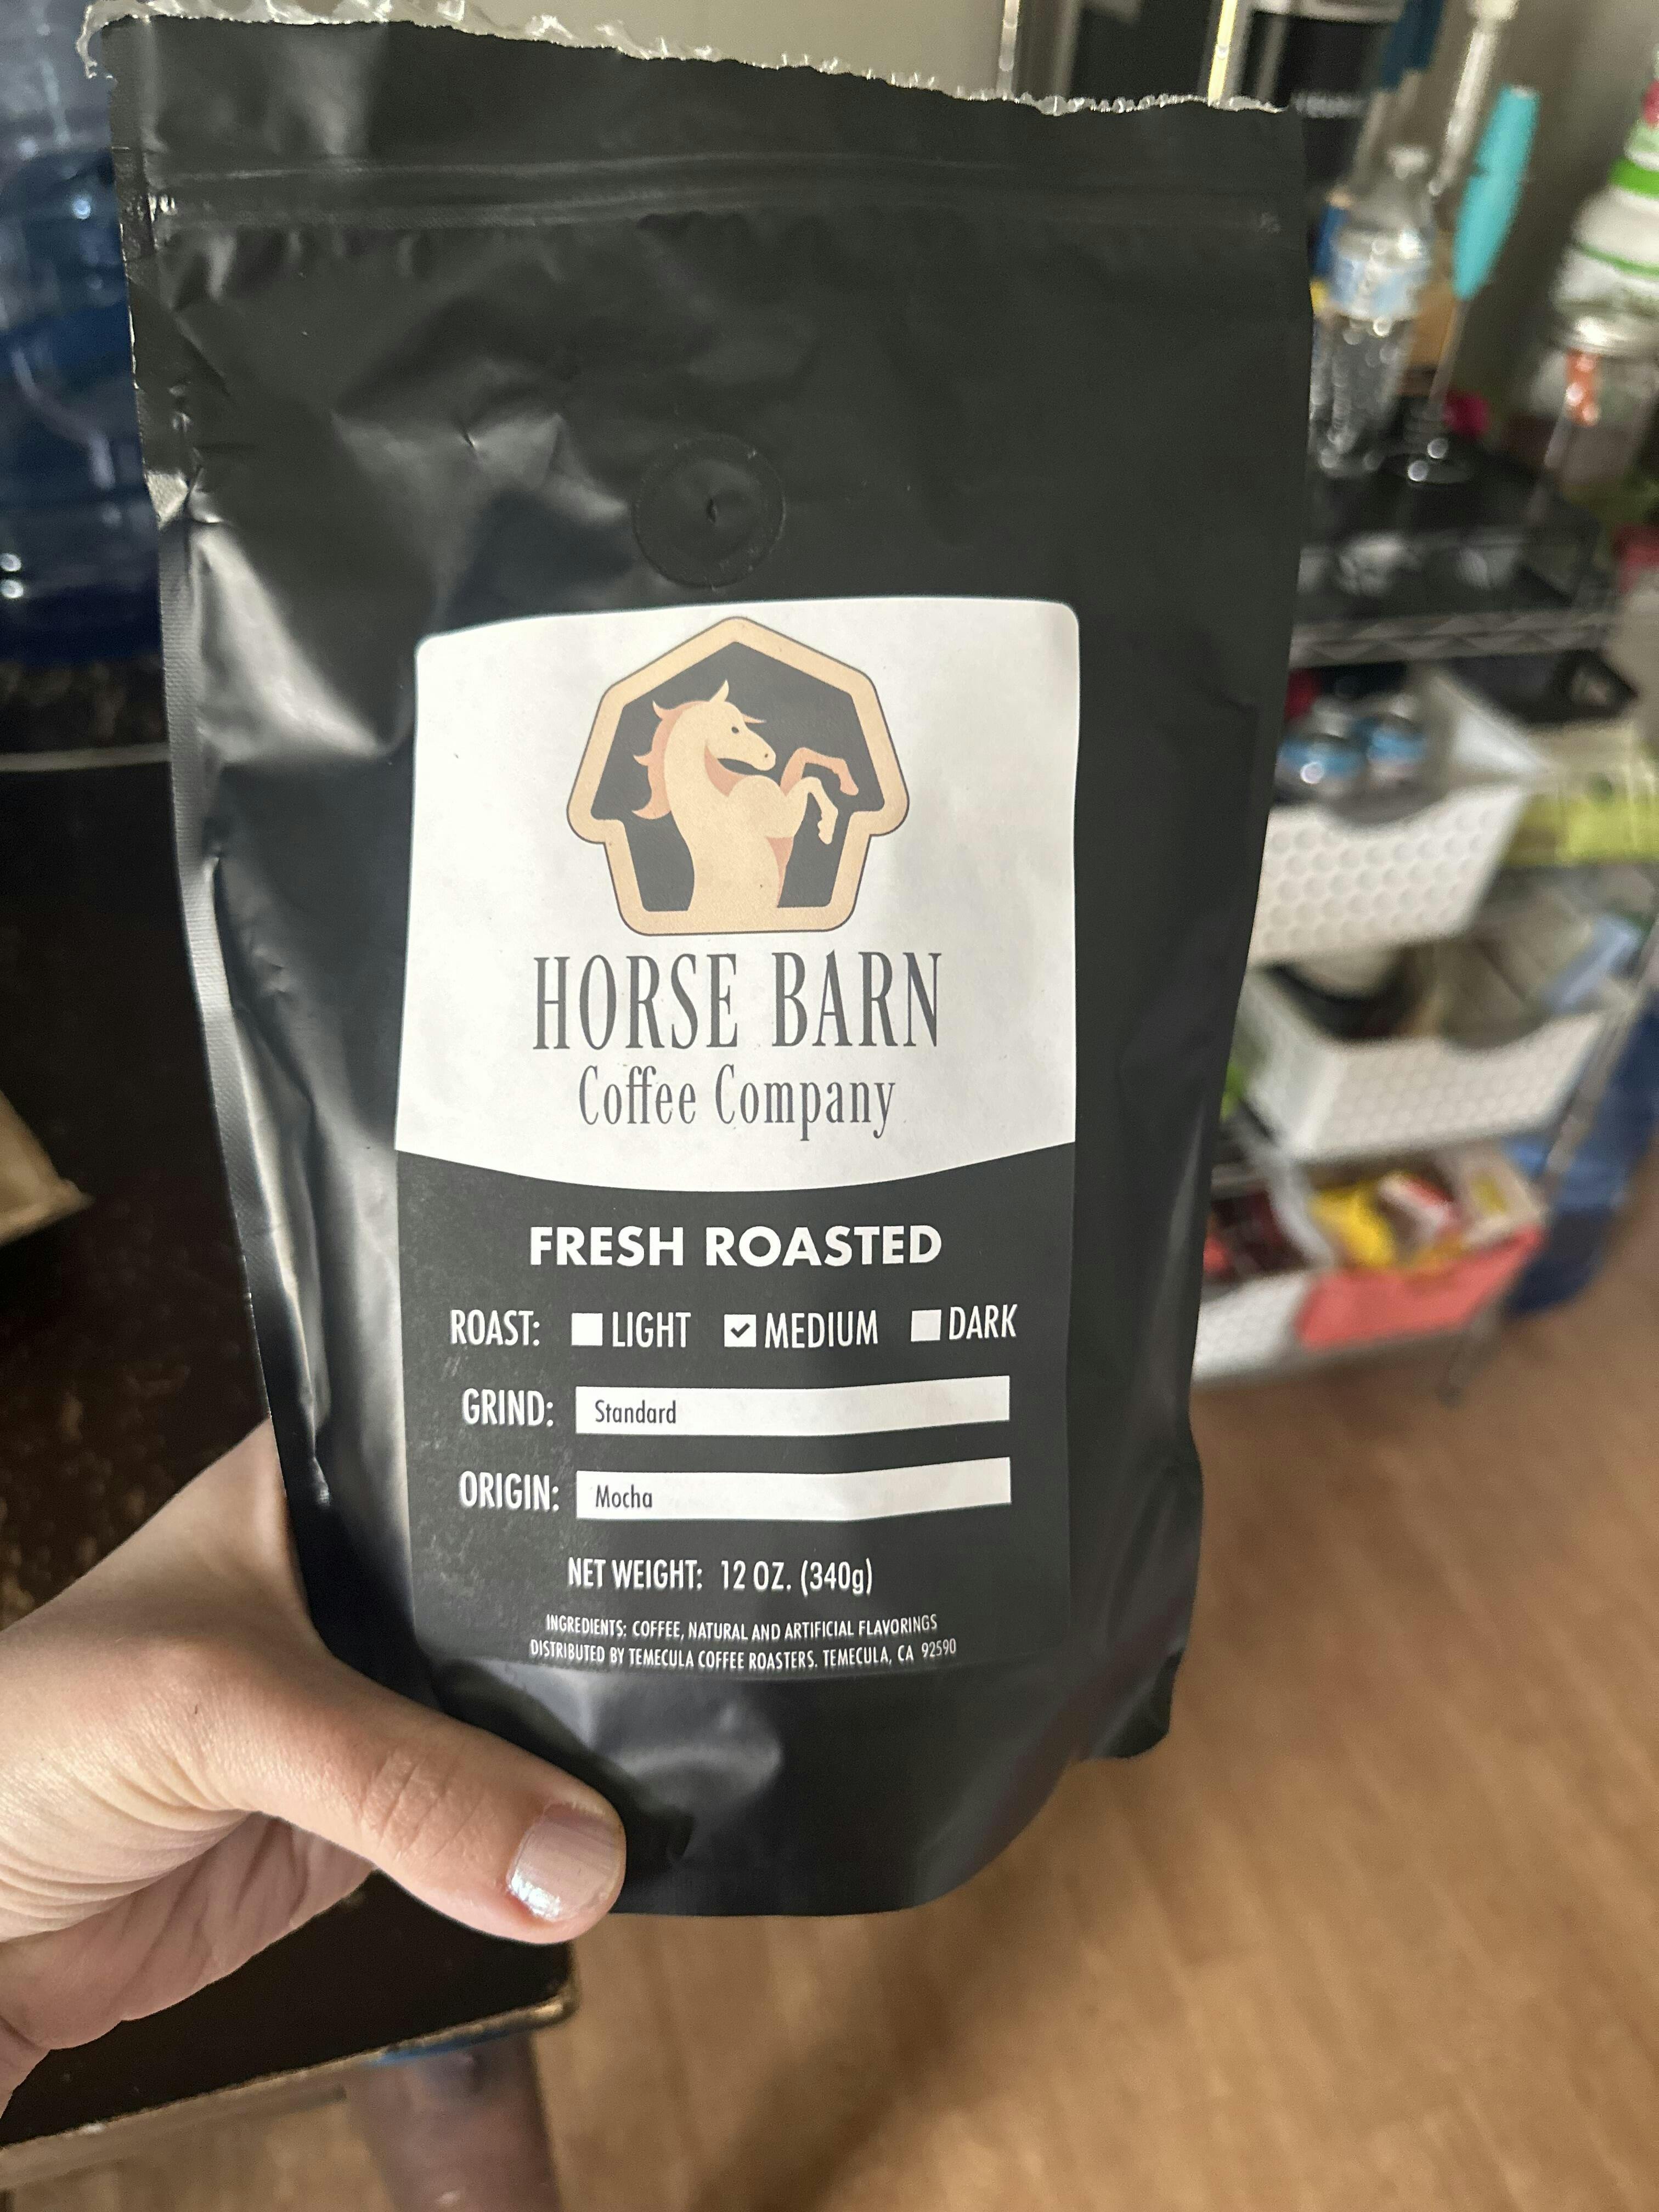 HORSE BARN
Coffee Company
FRESH ROASTED
ROAST: LIGHT MEDIUM DARK
GRIND: Standard
ORIGIN: Mocha
NET WEIGHT: 12 OZ. (340g)
INGREDIENTS: COFFEE, NATURAL AND ARTIFICIAL FLAVORINGS
DISTRIBUTED BY TEMECULA COFFEE ROASTERS. TEMECULA, CA 92590